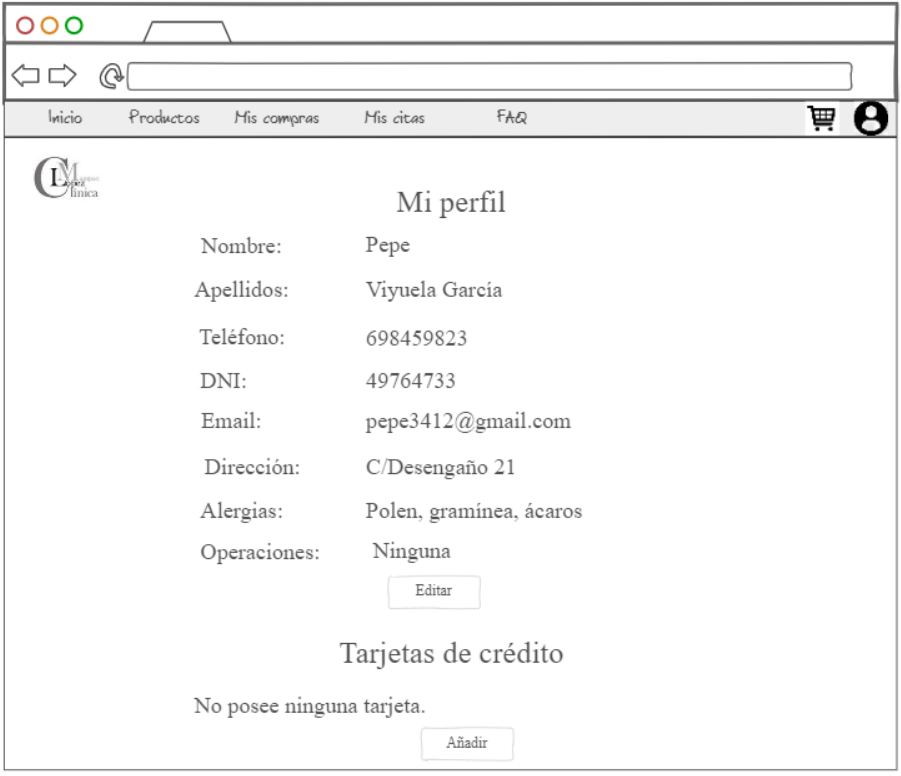 Inicio Productos Mis compras Mis citas FAQ
Mi perfil
Nombre: Pepe
Apellidos: Viyuela García
Teléfono: 698459823
DNI: 49764733
Email: pepe3412@gmail.com
Dirección: C/Desengaño 21
Alergias: Polen, gramínea, ácaros
Operaciones: Ninguna
Editar
Tarjetas de crédito
No posee ninguna tarjeta.
Añadir